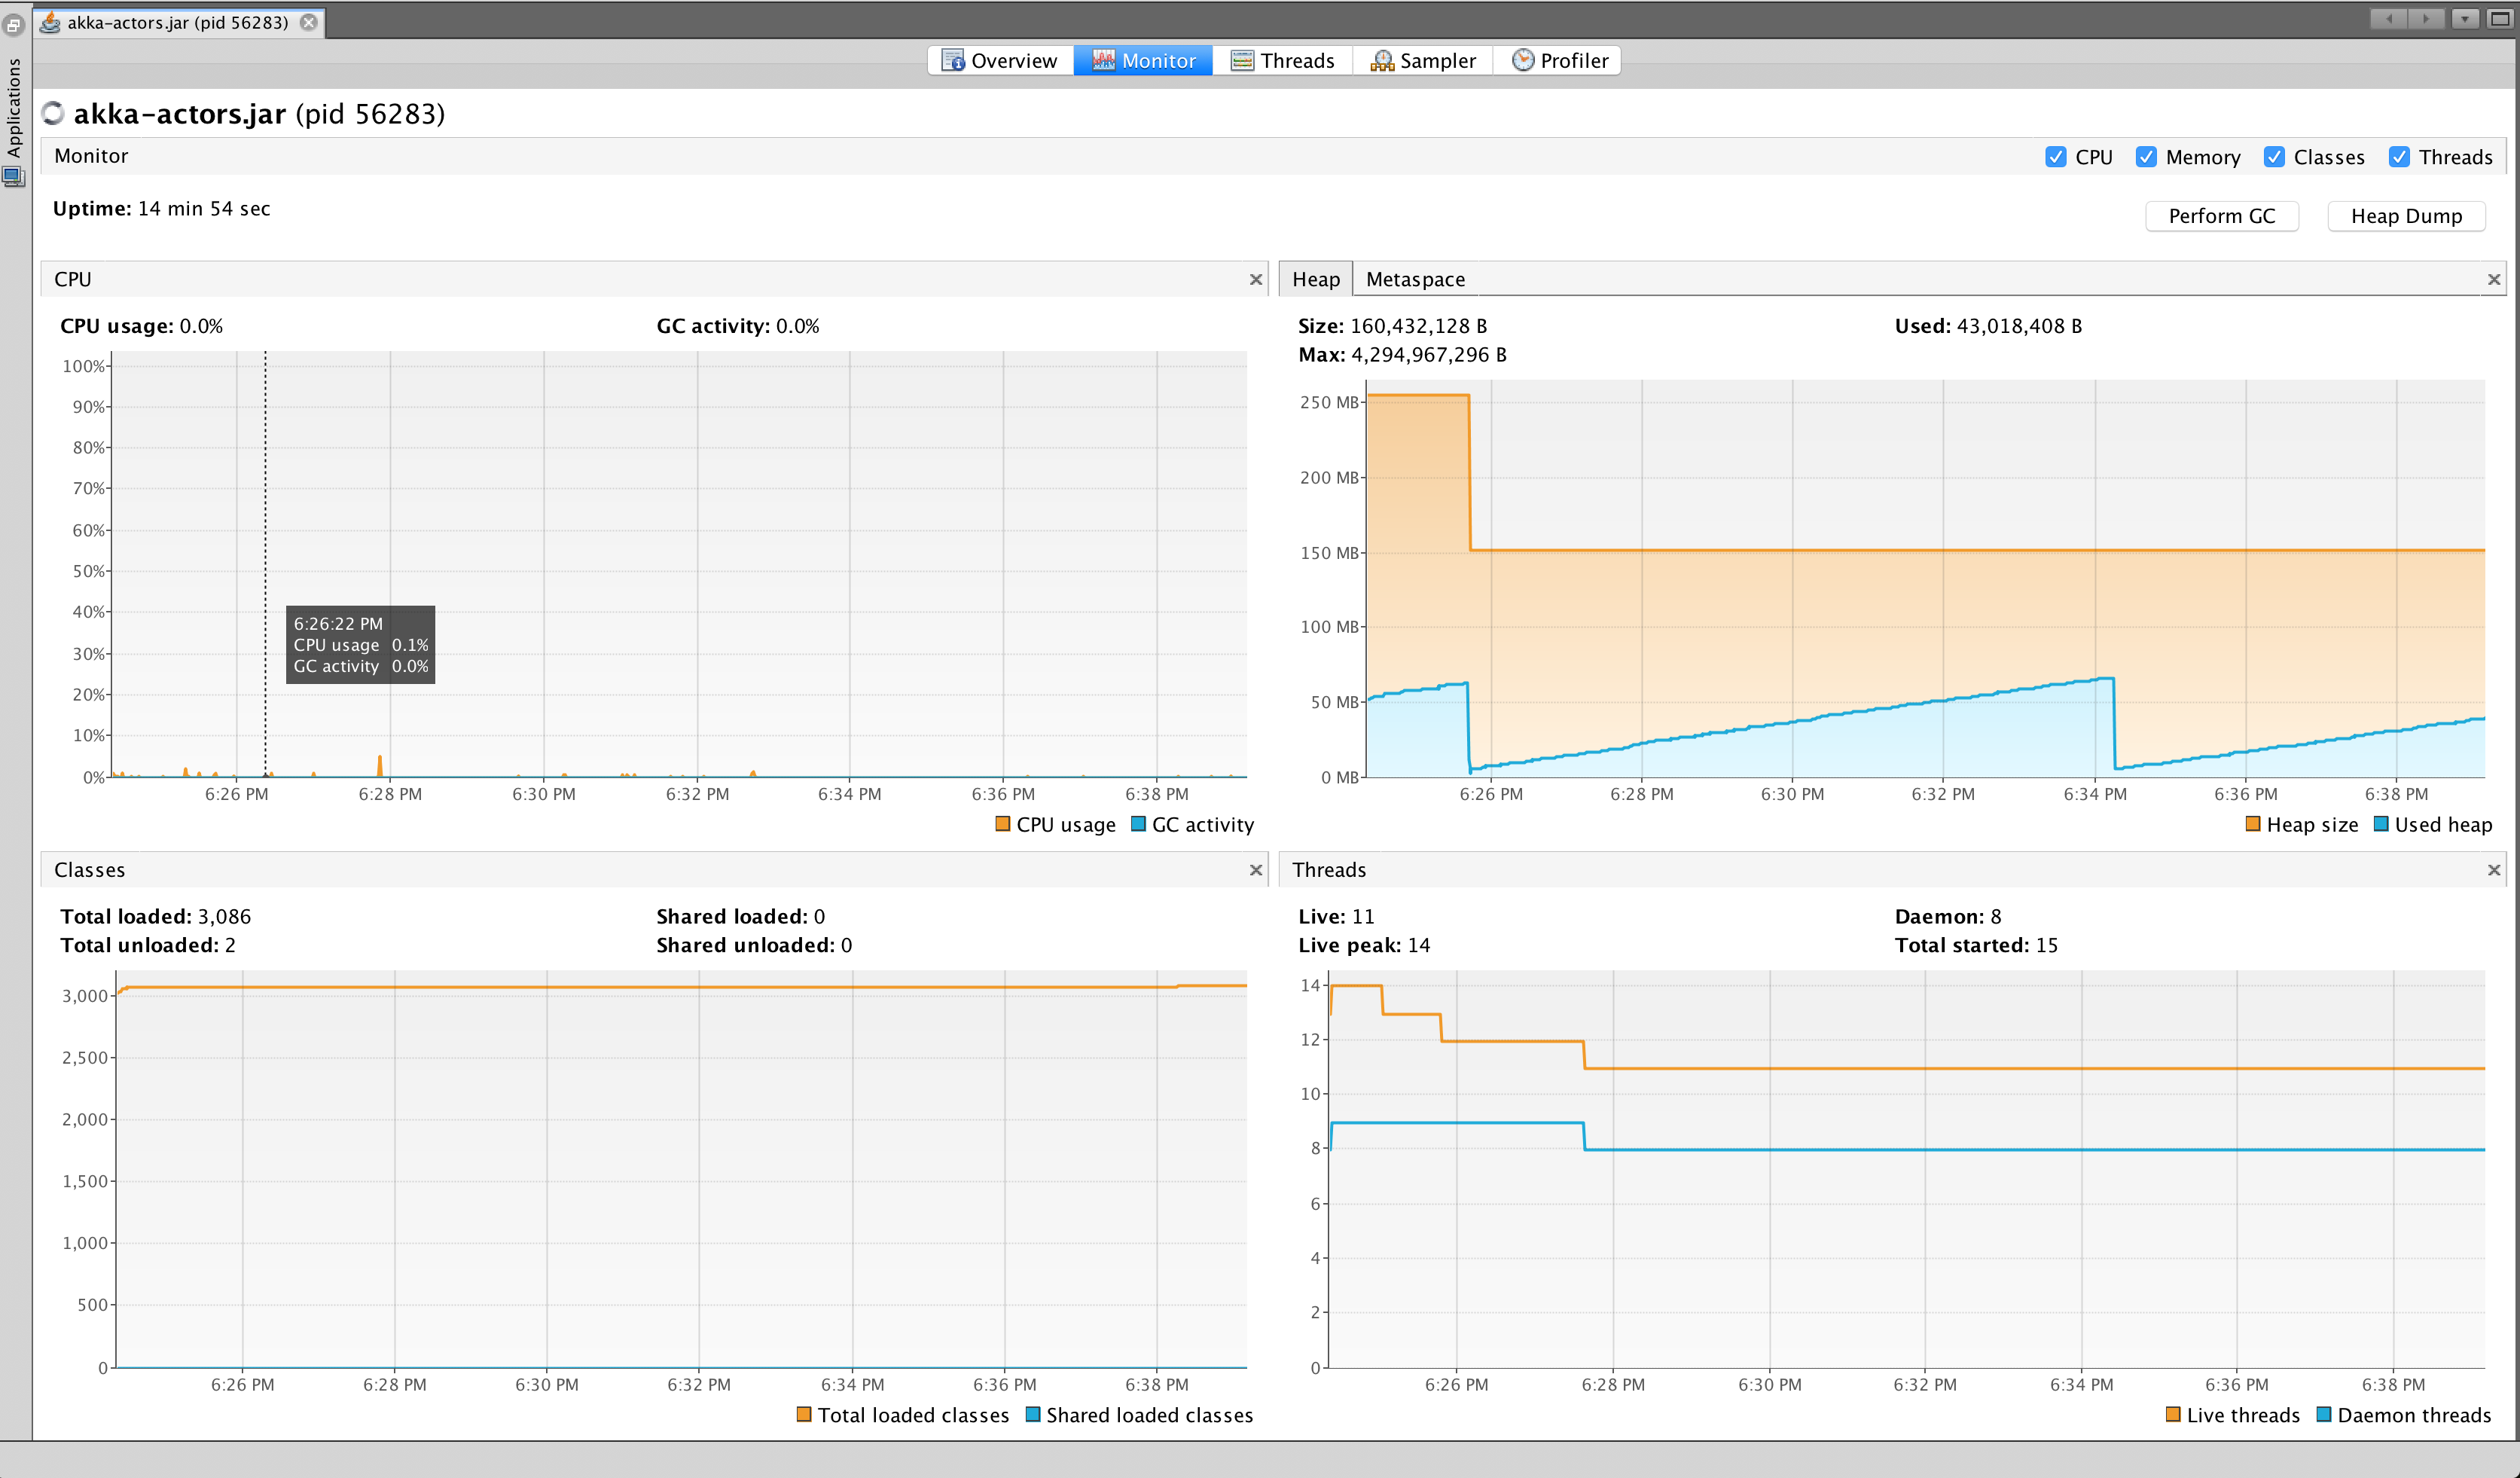 akka-actors.jar (pid 56283)
Applications
Overview
Monitor
Threads
Sampler
Profiler
akka-actors.jar (pid 56283)
Monitor
CPU
Memory
Classes
Threads
Uptime: 14 min 54 sec
Perform GC
Heap Dump
CPU
CPU usage: 0.0%
GC activity: 0.0%
100%
90%
80%
70%
60%
50%
40%
30%
20%
10%
0%
6:26:22 PM
CPU usage 0.1%
GC activity 0.0%
6:26 PM 6:28 PM 6:30 PM 6:32 PM 6:34 PM 6:36 PM 6:38 PM
CPU usage GC activity
Heap
Metaspace
Size: 160,432,128 B
Used: 43,018,408 B
Max: 4,294,967,296 B
250 MB
200 MB
150 MB
100 MB
50 MB
0 MB
6:26 PM 6:28 PM 6:30 PM 6:32 PM 6:34 PM 6:36 PM 6:38 PM
Heap size Used heap
Classes
Total loaded: 3,086
Shared loaded: 0
Total unloaded: 2
Shared unloaded: 0
3,000
2,500
2,000
1,500
1,000
500
0
6:26 PM 6:28 PM 6:30 PM 6:32 PM 6:34 PM 6:36 PM 6:38 PM
Total loaded classes Shared loaded classes
Threads
Live: 11
Daemon: 8
Live peak: 14
Total started: 15
14
12
10
8
6
4
2
0
6:26 PM 6:28 PM 6:30 PM 6:32 PM 6:34 PM 6:36 PM 6:38 PM
Live threads Daemon threads